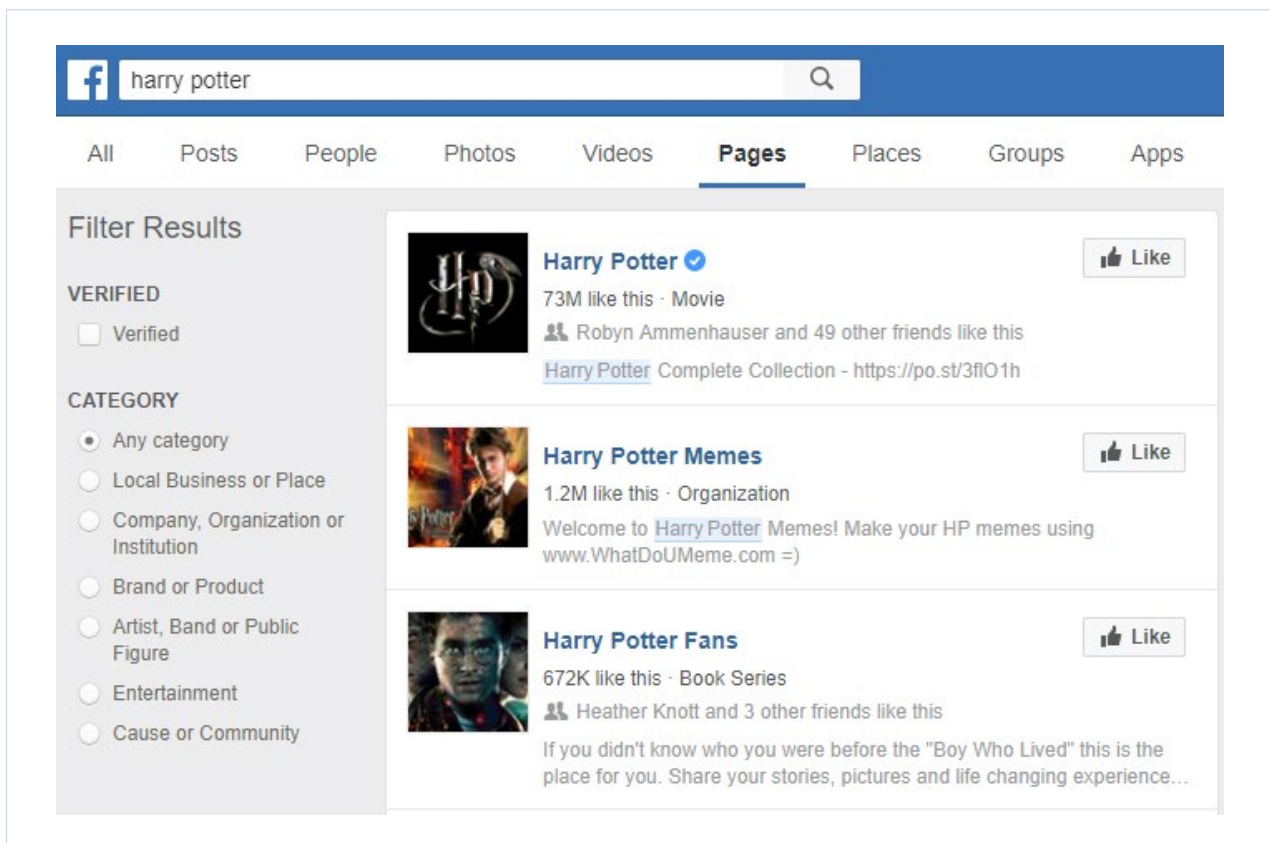 f
harry potter
All Posts People Photos Videos Pages Places Groups Apps
Filter Results
VERIFIED
Verified
CATEGORY
Any category
Local Business or Place
Company, Organization or
Institution
Brand or Product
Artist, Band or Public
Figure
Entertainment
Cause or Community
Hp
Harry Potter
Like
73M like this · Movie
Robyn Ammenhauser and 49 other friends like this
Harry Potter Complete Collection - https://po.st/3flO1h
Harry Potter Memes
Like
1.2M like this · Organization
Welcome to Harry Potter Memes! Make your HP memes using
www.WhatDoUMeme.com =)
Harry Potter Fans
Like
672K like this · Book Series
Heather Knott and 3 other friends like this
If you didn't know who you were before the "Boy Who Lived" this is the
place for you. Share your stories, pictures and life changing experience…